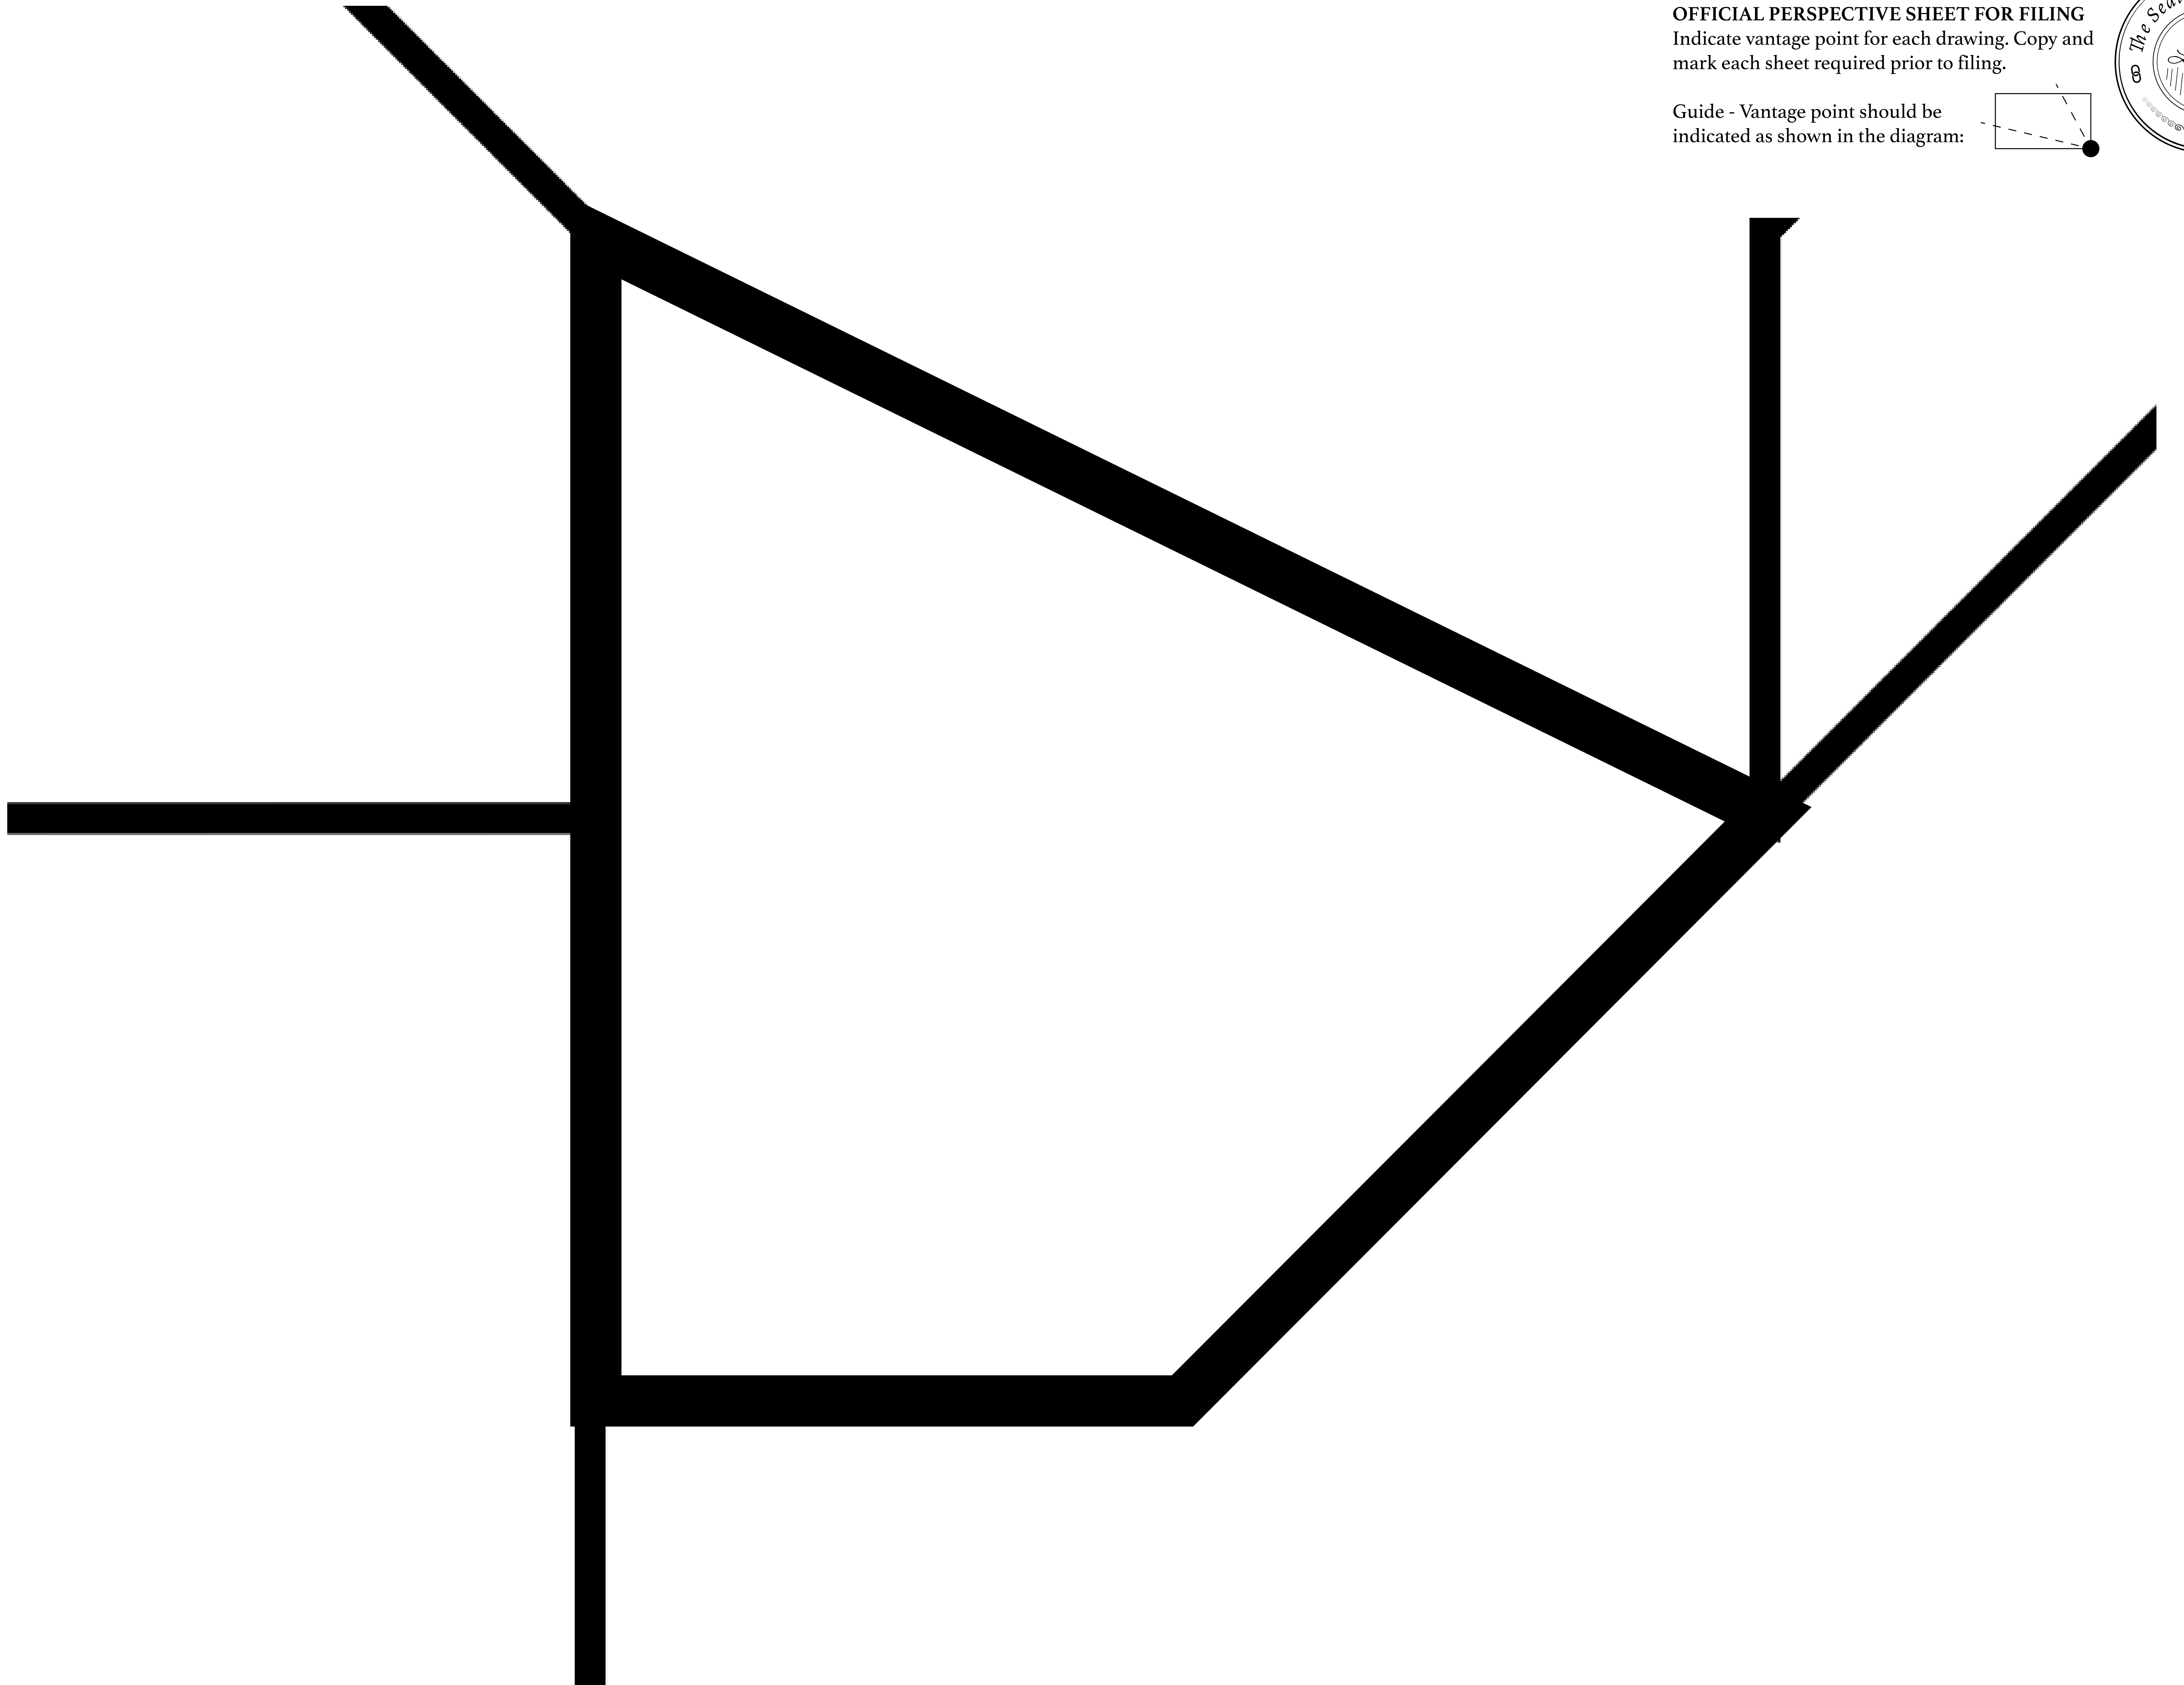 OFFICIAL PERSPECTIVE SHEET FOR FILING
Indicate vantage point for each drawing. Copy and
mark each sheet required prior to filing.
Guide - Vantage point should be
indicated as shown in the diagram:
The